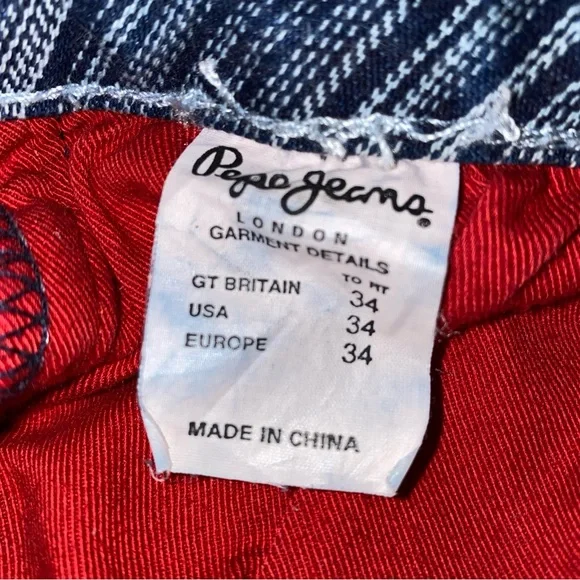 Pepe Jeans®
LONDON
GARMENT DETAILS
TO FIT
GT BRITAIN 34
USA 34
EUROPE 34
MADE IN CHINA